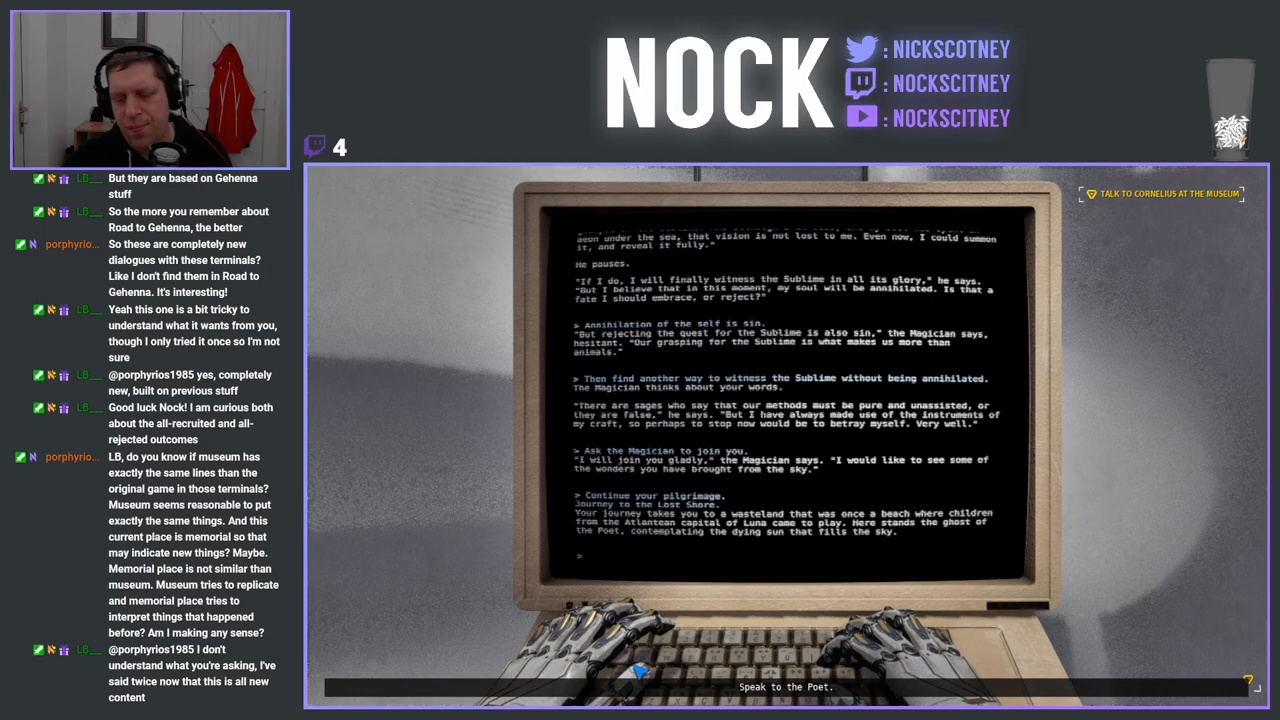 NOCK
: NICKSCOTNEY
: NOCKSCITNEY
: NOCKSCITNEY
4
LB__ But they are based on Gehenna
stuff
LB__ So the more you remember about
Road to Gehenna, the better
porphyrio... So these are completely new
dialogues with these terminals?
Like I don't find them in Road to
Gehenna. It's interesting!
LB__ Yeah this one is a bit tricky to
understand what it wants from you,
though I only tried it once so I'm not
sure
LB__ @porphyrios1985 yes, completely
new, built on previous stuff
LB__ Good luck Nock! I am curious both
about the all-recruited and all-
rejected outcomes
porphyrio... LB, do you know if museum has
exactly the same lines than the
original game in those terminals?
Museum seems reasonable to put
exactly the same things. And this
current place is memorial so that
may indicate new things? Maybe.
Memorial place is not similar than
museum. Museum tries to replicate
and memorial place tries to
interpret things that happened
before? Am I making any sense?
LB__ @porphyrios1985 I don't
understand what you're asking, I've
said twice now that this is all new
content
TALK TO CORNELIUS AT THE MUSEUM
aeon under the sea, that vision is not lost to me. Even now, I could summon
it, and reveal it fully."
He pauses.
"If I do, I will finally witness the Sublime in all its glory," he says.
"But I believe that in this moment, my soul will be annihilated. Is that a
fate I should embrace, or reject?"
> Annihilation of the self is sin.
"But rejecting the quest for the Sublime is also sin," the Magician says,
hesitant. "Our grasping for the Sublime is what makes us more than
animals."
> Then find another way to witness the Sublime without being annihilated.
The Magician thinks about your words.
"There are sages who say that our methods must be pure and unassisted, or
they are false," he says. "But I have always made use of the instruments of
my craft, so perhaps to stop now would be to betray myself. Very well."
> Ask the Magician to join you.
"I will join you gladly," the Magician says. "I would like to see some of
the wonders you have brought from the sky."
> Continue your pilgrimage.
Journey to the Lost Shore.
Your journey takes you to a wasteland that was once a beach where children
from the Atlantean capital of Luna came to play. Here stands the ghost of
the Poet, contemplating the dying sun that fills the sky.
>
Speak to the Poet.